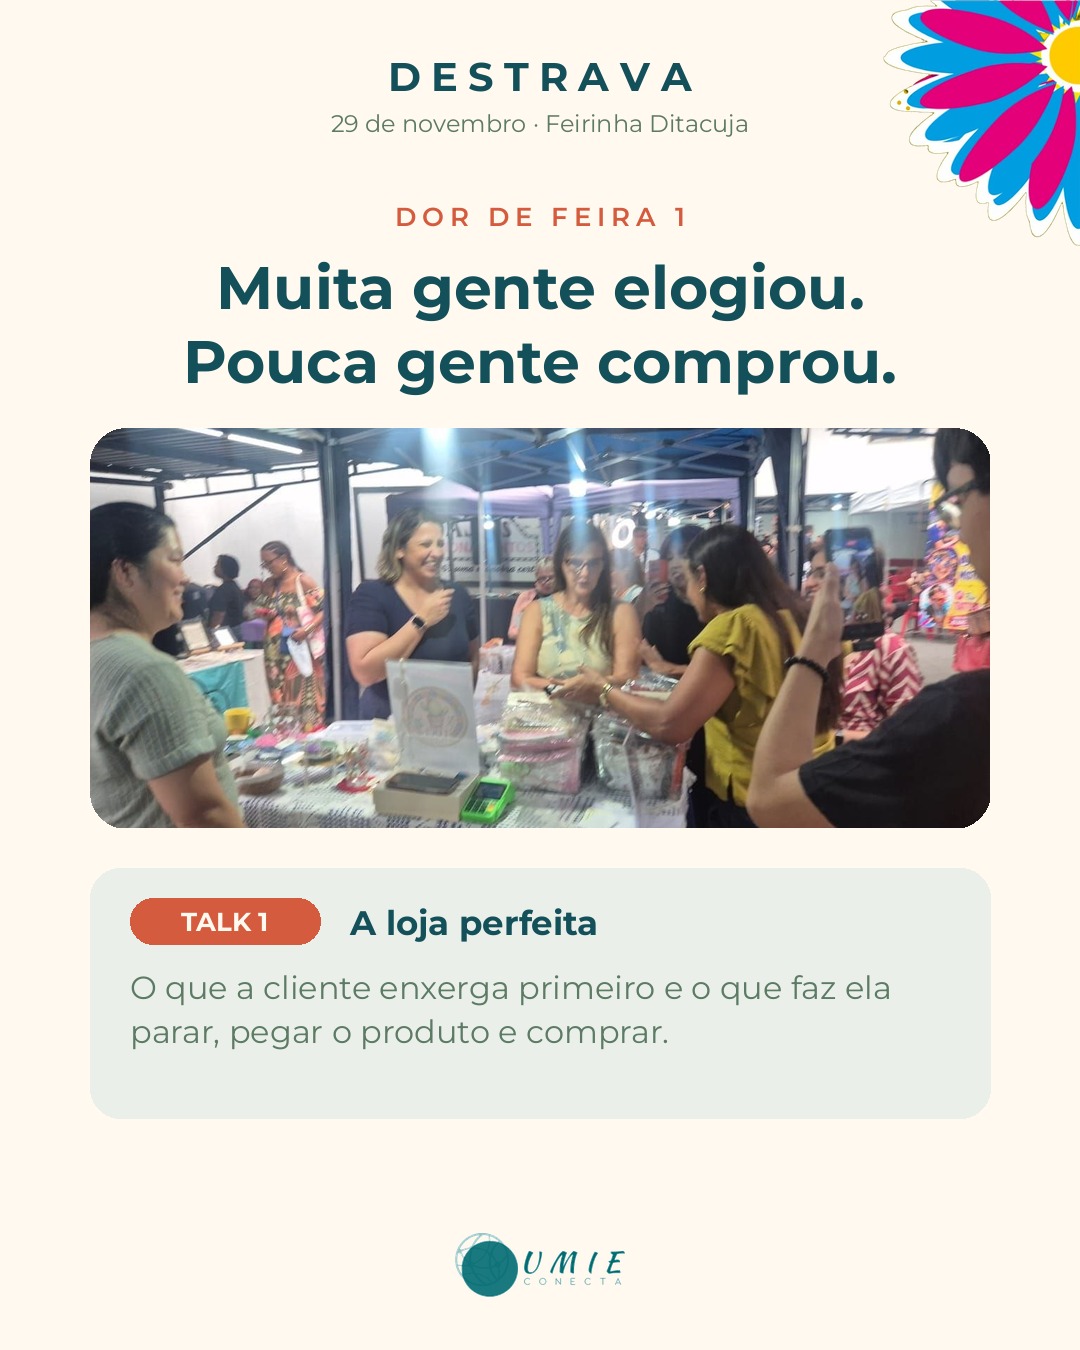 DESTRAVA
29 de novembro · Feirinha Ditacuja
DOR DE FEIRA 1
Muita gente elogiou.
Pouca gente comprou.
TALK 1
A loja perfeita
O que a cliente enxerga primeiro e o que faz ela
parar, pegar o produto e comprar.
UMIE
CONECTA